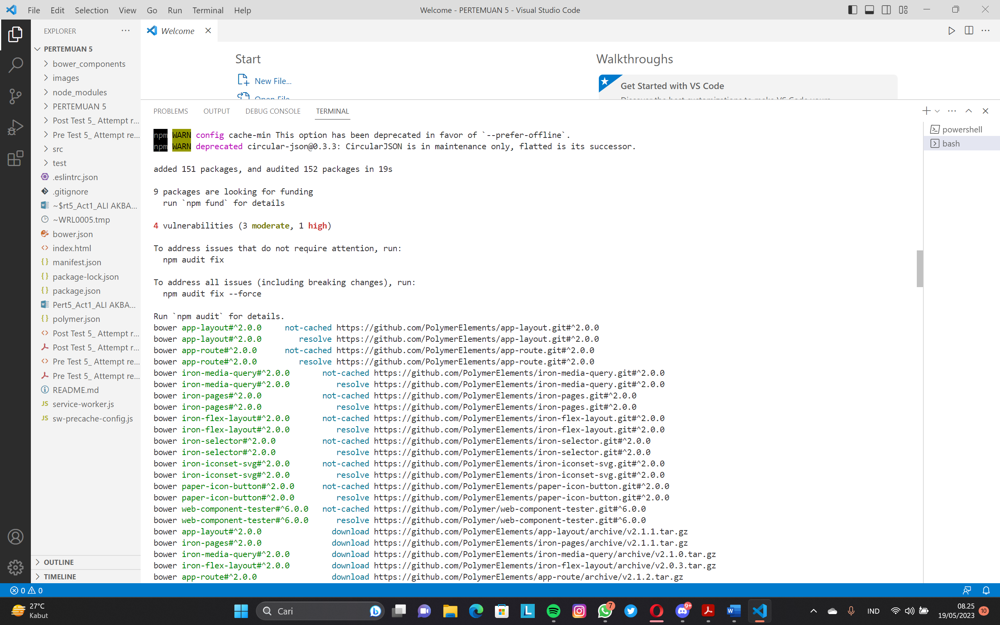 File Edit Selection View Go Run Terminal Help
Welcome - PERTEMUAN 5 - Visual Studio Code
EXPLORER
PERTEMUAN 5
bower_components
images
node_modules
PERTEMUAN 5
Post Test 5_ Attempt r...
Pre Test 5_ Attempt re...
src
test
.eslintrc.json
.gitignore
~$rt5_Act1_ALI AKBA...
~WRL0005.tmp
bower.json
index.html
manifest.json
package-lock.json
package.json
Pert5_Act1_ALI AKBA...
polymer.json
Post Test 5_ Attempt r...
Post Test 5_ Attempt r...
Pre Test 5_ Attempt re...
Pre Test 5_ Attempt re...
README.md
service-worker.js
sw-precache-config.js
OUTLINE
TIMELINE
Welcome
Start
New File...
Open File
Walkthroughs
Get Started with VS Code
Discover the best customizations to make VS Code yours
PROBLEMS OUTPUT DEBUG CONSOLE TERMINAL
powershell
bash
npm WARN config cache-min This option has been deprecated in favor of `--prefer-offline`.
npm WARN deprecated circular-json@0.3.3: CircularJSON is in maintenance only, flatted is its successor.
added 151 packages, and audited 152 packages in 19s
9 packages are looking for funding
run `npm fund` for details
4 vulnerabilities (3 moderate, 1 high)
To address issues that do not require attention, run:
npm audit fix
To address all issues (including breaking changes), run:
npm audit fix --force
Run `npm audit` for details.
bower app-layout#^2.0.0 not-cached https://github.com/PolymerElements/app-layout.git#^2.0.0
bower app-layout#^2.0.0 resolve https://github.com/PolymerElements/app-layout.git#^2.0.0
bower app-route#^2.0.0 not-cached https://github.com/PolymerElements/app-route.git#^2.0.0
bower app-route#^2.0.0 resolve https://github.com/PolymerElements/app-route.git#^2.0.0
bower iron-media-query#^2.0.0 not-cached https://github.com/PolymerElements/iron-media-query.git#^2.0.0
bower iron-media-query#^2.0.0 resolve https://github.com/PolymerElements/iron-media-query.git#^2.0.0
bower iron-pages#^2.0.0 not-cached https://github.com/PolymerElements/iron-pages.git#^2.0.0
bower iron-pages#^2.0.0 resolve https://github.com/PolymerElements/iron-pages.git#^2.0.0
bower iron-flex-layout#^2.0.0 not-cached https://github.com/PolymerElements/iron-flex-layout.git#^2.0.0
bower iron-flex-layout#^2.0.0 resolve https://github.com/PolymerElements/iron-flex-layout.git#^2.0.0
bower iron-selector#^2.0.0 not-cached https://github.com/PolymerElements/iron-selector.git#^2.0.0
bower iron-selector#^2.0.0 resolve https://github.com/PolymerElements/iron-selector.git#^2.0.0
bower iron-iconset-svg#^2.0.0 not-cached https://github.com/PolymerElements/iron-iconset-svg.git#^2.0.0
bower iron-iconset-svg#^2.0.0 resolve https://github.com/PolymerElements/iron-iconset-svg.git#^2.0.0
bower paper-icon-button#^2.0.0 not-cached https://github.com/PolymerElements/paper-icon-button.git#^2.0.0
bower paper-icon-button#^2.0.0 resolve https://github.com/PolymerElements/paper-icon-button.git#^2.0.0
bower web-component-tester#^6.0.0 not-cached https://github.com/Polymer/web-component-tester.git#^6.0.0
bower web-component-tester#^6.0.0 resolve https://github.com/Polymer/web-component-tester.git#^6.0.0
bower app-layout#^2.0.0 download https://github.com/PolymerElements/app-layout/archive/v2.1.1.tar.gz
bower iron-pages#^2.0.0 download https://github.com/PolymerElements/iron-pages/archive/v2.1.1.tar.gz
bower iron-media-query#^2.0.0 download https://github.com/PolymerElements/iron-media-query/archive/v2.1.0.tar.gz
bower iron-flex-layout#^2.0.0 download https://github.com/PolymerElements/iron-flex-layout/archive/v2.0.3.tar.gz
bower app-route#^2.0.0 download https://github.com/PolymerElements/app-route/archive/v2.1.2.tar.gz
0 0
27°C
Kabut
Cari
7
9+
IND
08.25
19/05/2023
10